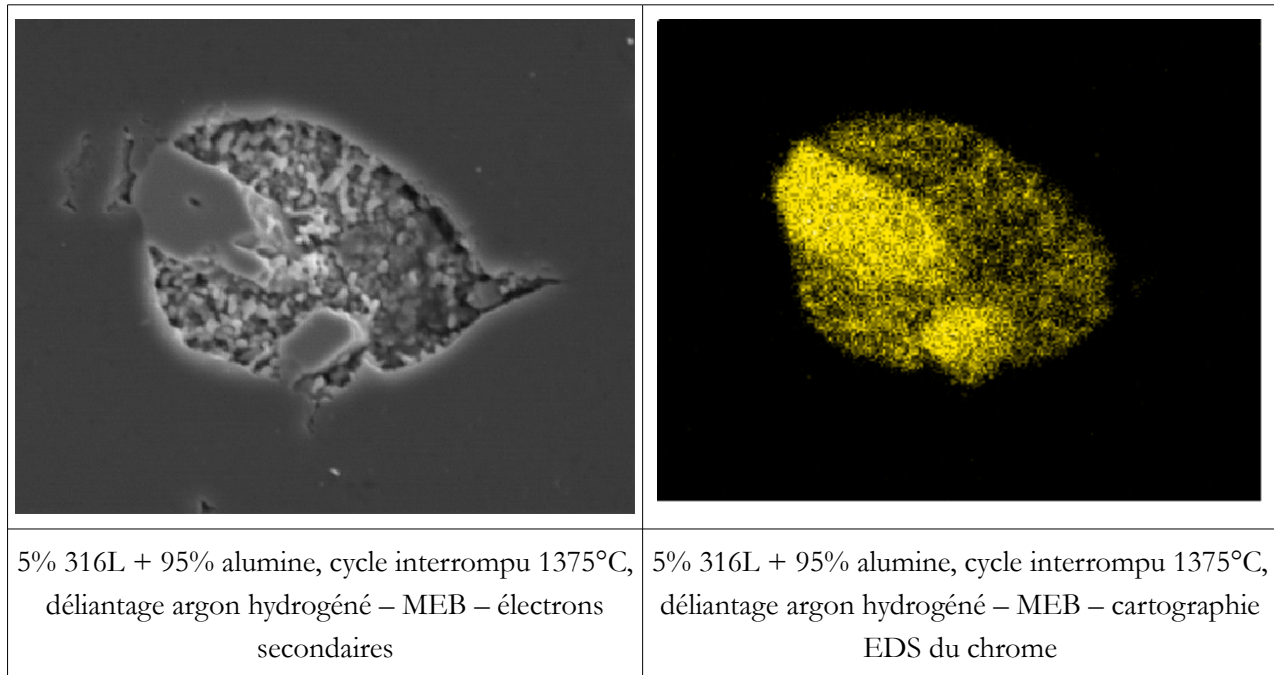 5% 316L + 95% alumine, cycle interrompu 1375°C,
déliantage argon hydrogéné – MEB – électrons
secondaires
5% 316L + 95% alumine, cycle interrompu 1375°C,
déliantage argon hydrogéné – MEB – cartographie
EDS du chrome